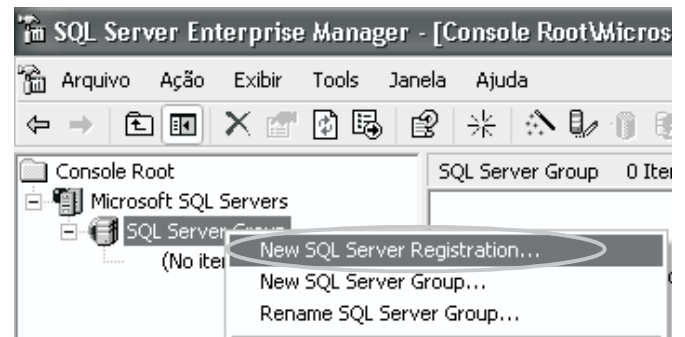 SQL Server Enterprise Manager - [Console Root\Micros
Arquivo Ação Exibir Tools Janela Ajuda
Console Root
SQL Server Group 0 Iter
Microsoft SQL Servers
SQL Server Group
(No iter
New SQL Server Registration...
New SQL Server Group...
Rename SQL Server Group...